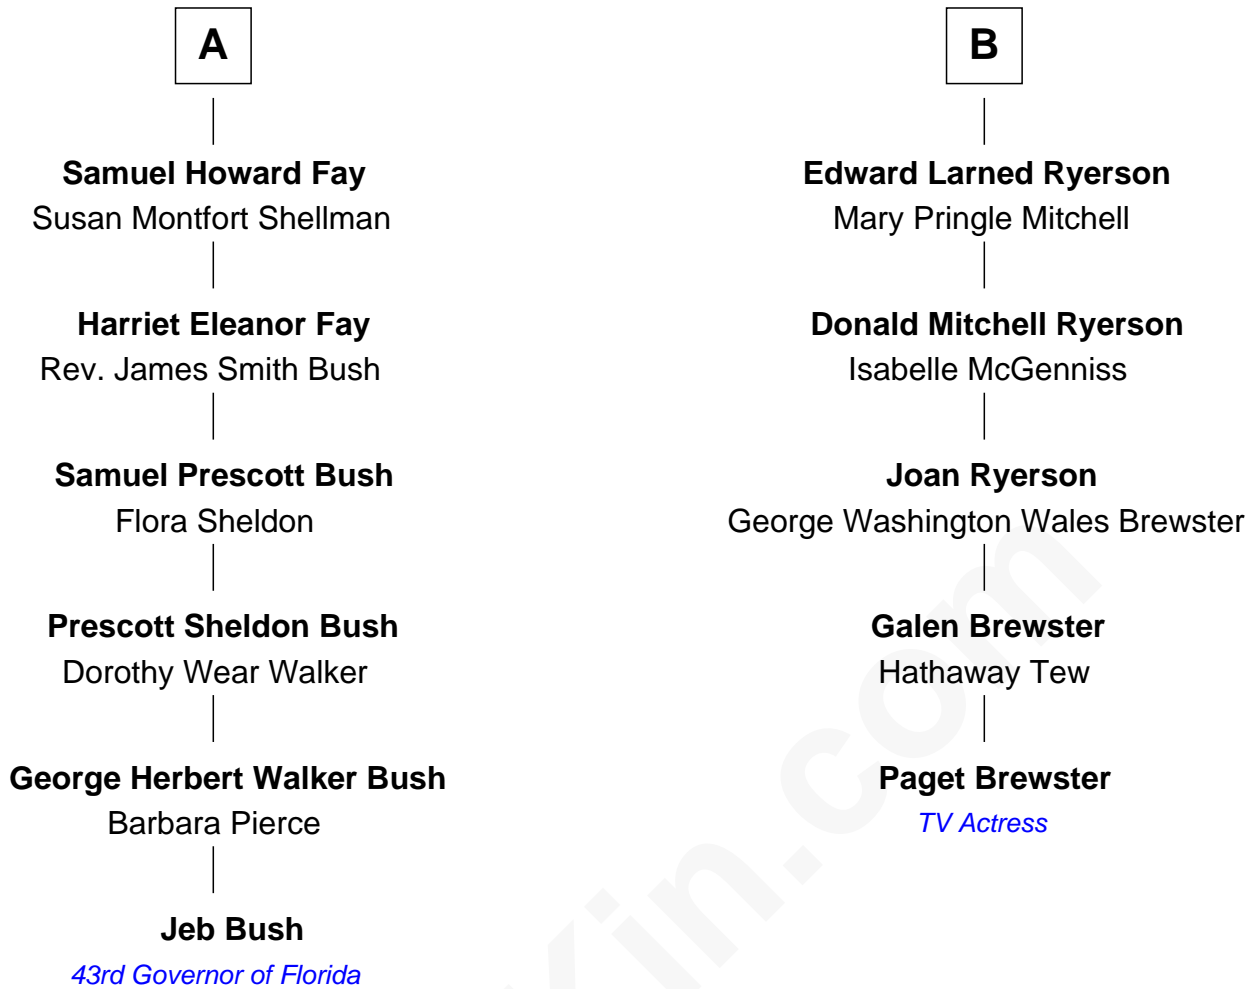 A
Samuel Howard Fay
Susan Montfort Shellman
Harriet Eleanor Fay
Rev. James Smith Bush
Samuel Prescott Bush
Flora Sheldon
Prescott Sheldon Bush
Dorothy Wear Walker
George Herbert Walker Bush
Barbara Pierce
Jeb Bush
43rd Governor of Florida
B
Edward Larned Ryerson
Mary Pringle Mitchell
Donald Mitchell Ryerson
Isabelle McGenniss
Joan Ryerson
George Washington Wales Brewster
Galen Brewster
Hathaway Tew
Paget Brewster
TV Actress
Kin.com